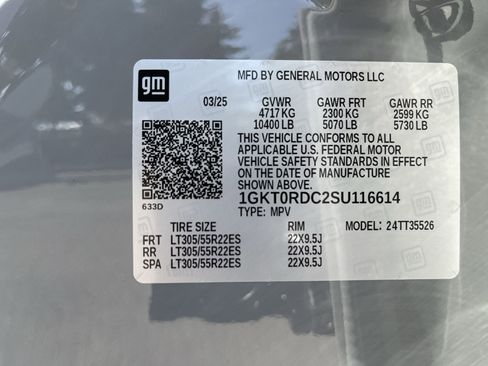 gm
MFD BY GENERAL MOTORS LLC
03/25 GVWR GAWR FRT GAWR RR
4717 KG 2300 KG 2599 KG
10400 LB 5070 LB 5730 LB
THIS VEHICLE CONFORMS TO ALL
APPLICABLE U.S. FEDERAL MOTOR
VEHICLE SAFETY STANDARDS IN EFFECT ON
THE DATE OF MANUFACTURE
SHOWN ABOVE.
633D
1GKT0RDC2SU116614
TYPE: MPV
TIRE SIZE RIM MODEL: 24TT35526
FRT LT305/55R22ES 22X9.5J
RR LT305/55R22ES 22X9.5J
SPA LT305/55R22ES 22X9.5J